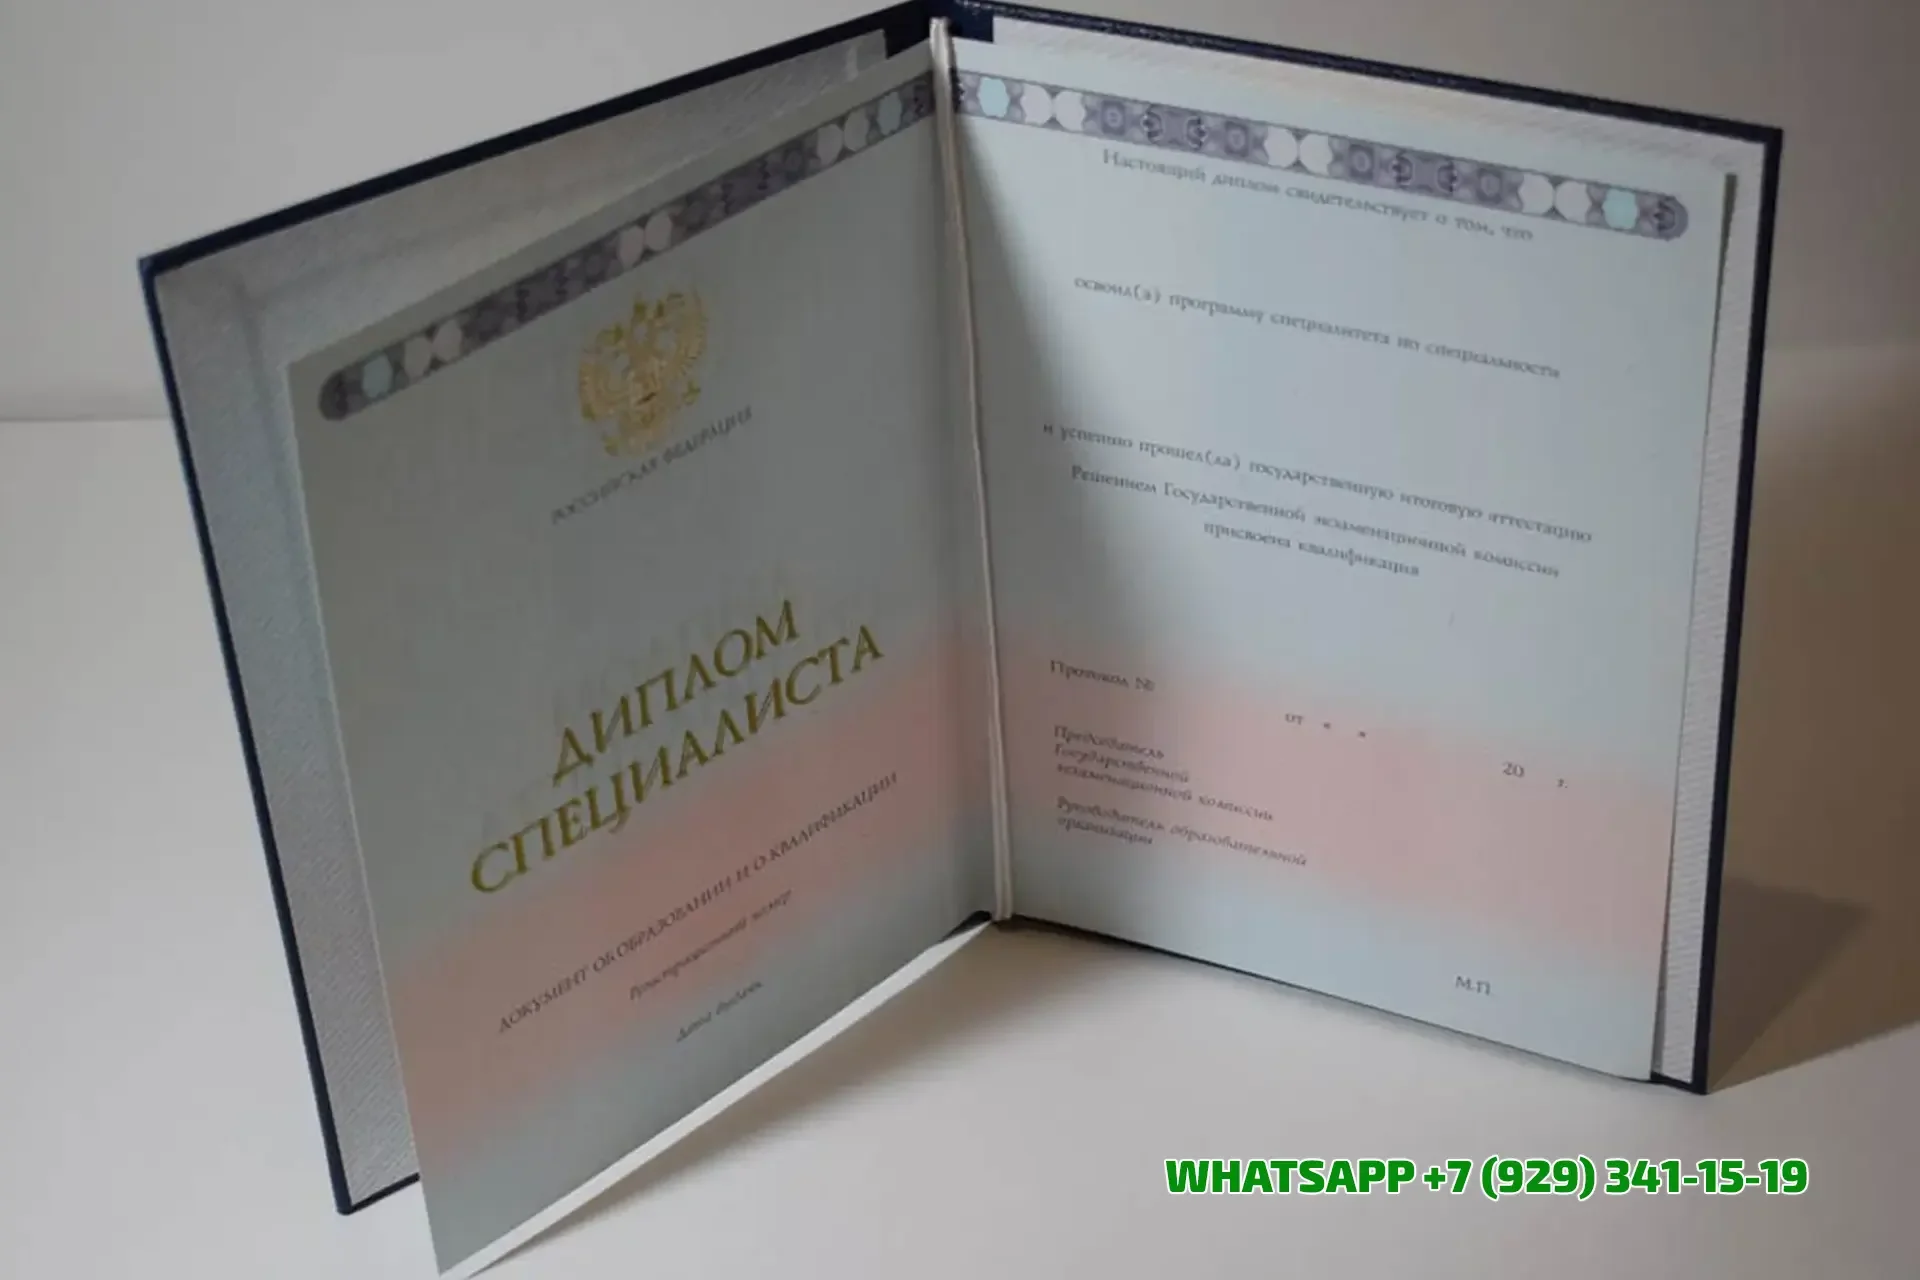 РОССИЙСКАЯ ФЕДЕРАЦИЯ
ДИПЛОМ
СПЕЦИАЛИСТА
ДОКУМЕНТ ОБ ОБРАЗОВАНИИ И О КВАЛИФИКАЦИИ
Регистрационный номер
Дата выдачи
Настоящий диплом свидетельствует о том, что
освоил(а) программу специалитета по специальности
и успешно прошел(ла) государственную итоговую аттестацию
Решением Государственной экзаменационной комиссии
присвоена квалификация
Протокол №
от « »
20 г.
Председатель
Государственной
экзаменационной комиссии
Руководитель образовательной
организации
М.П.
WHATSAPP +7 (929) 341-15-19